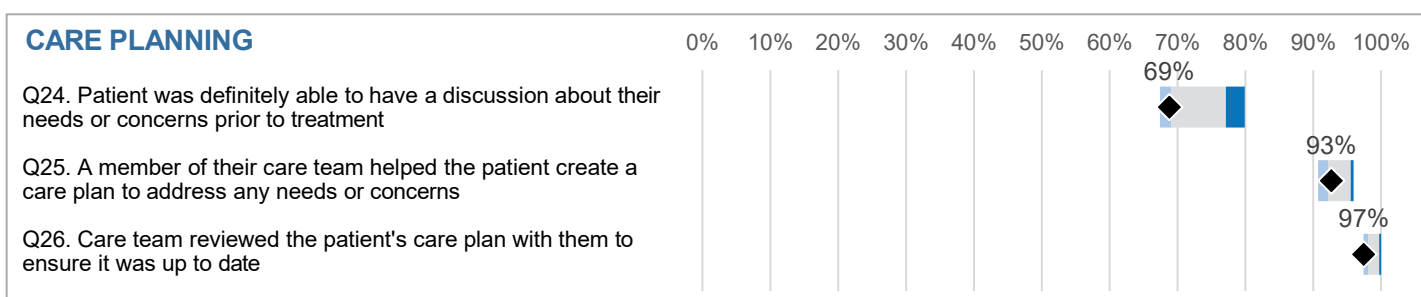 CARE PLANNING
0% 10% 20% 30% 40% 50% 60% 70% 80% 90% 100%
69%
Q24. Patient was definitely able to have a discussion about their
needs or concerns prior to treatment
93%
Q25. A member of their care team helped the patient create a
care plan to address any needs or concerns
97%
Q26. Care team reviewed the patient's care plan with them to
ensure it was up to date